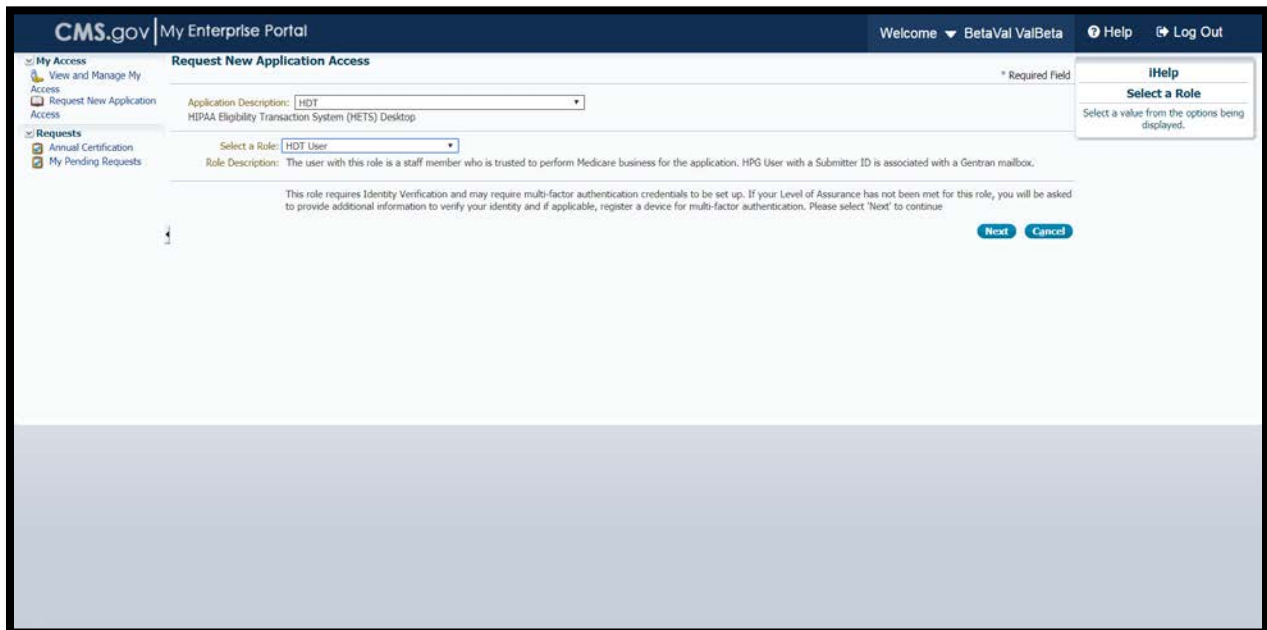 CMS.gov My Enterprise Portal
Welcome BetaVal ValBeta Help Log Out
My Access
View and Manage My
Access
Request New Application
Access
Requests
Annual Certification
My Pending Requests
Request New Application Access
* Required Field
Application Description: HDT
HIPAA Eligibility Transaction System (HETS) Desktop
Select a Role: HDT User
Role Description: The user with this role is a staff member who is trusted to perform Medicare business for the application. HPG User with a Submitter ID is associated with a Gentran mailbox.
This role requires Identity Verification and may require multi-factor authentication credentials to be set up. If your Level of Assurance has not been met for this role, you will be asked
to provide additional information to verify your identity and if applicable, register a device for multi-factor authentication. Please select 'Next' to continue
Next Cancel
iHelp
Select a Role
Select a value from the options being
displayed.